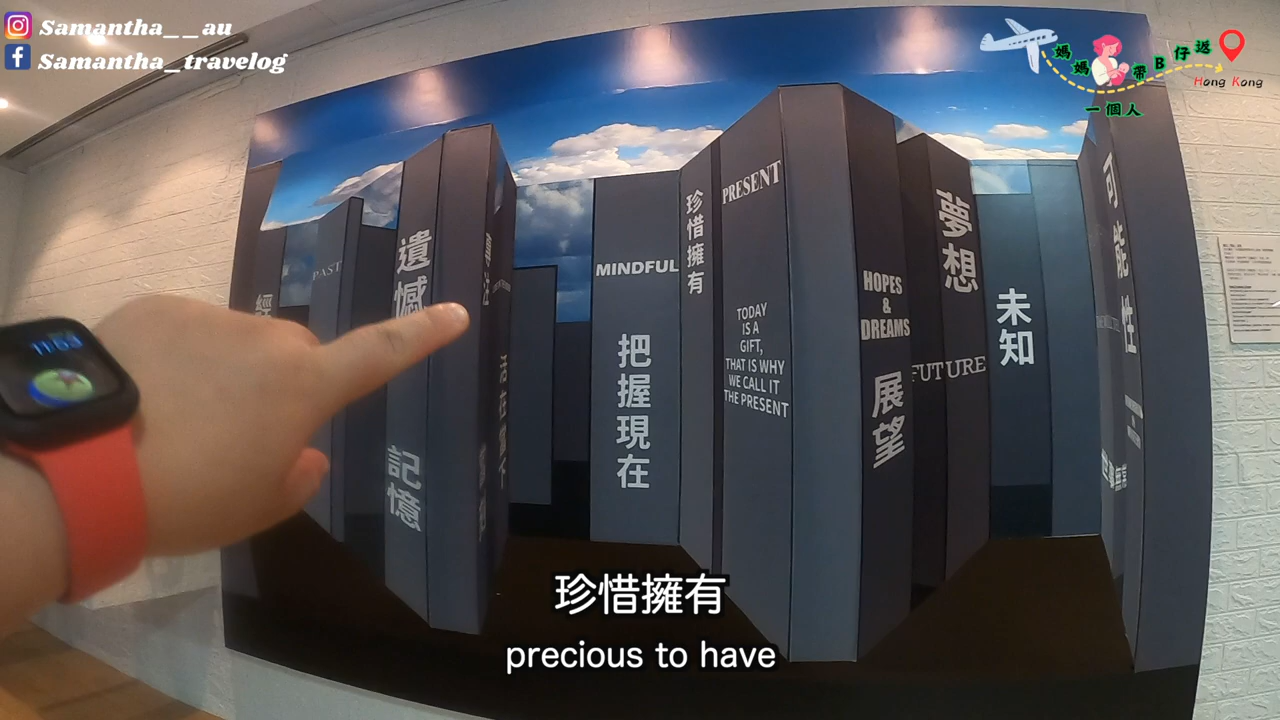 Samantha__au
Samantha_travelog
媽媽帶B仔返
Hong Kong
一個人
PAST
遺憾
記憶
MINDFUL
把握現在
珍惜擁有
PRESENT
TODAY
IS A
GIFT,
THAT IS WHY
WE CALL IT
THE PRESENT
HOPES
&
DREAMS
展望
夢想
FUTURE
未知
可能性
珍惜擁有
precious to have